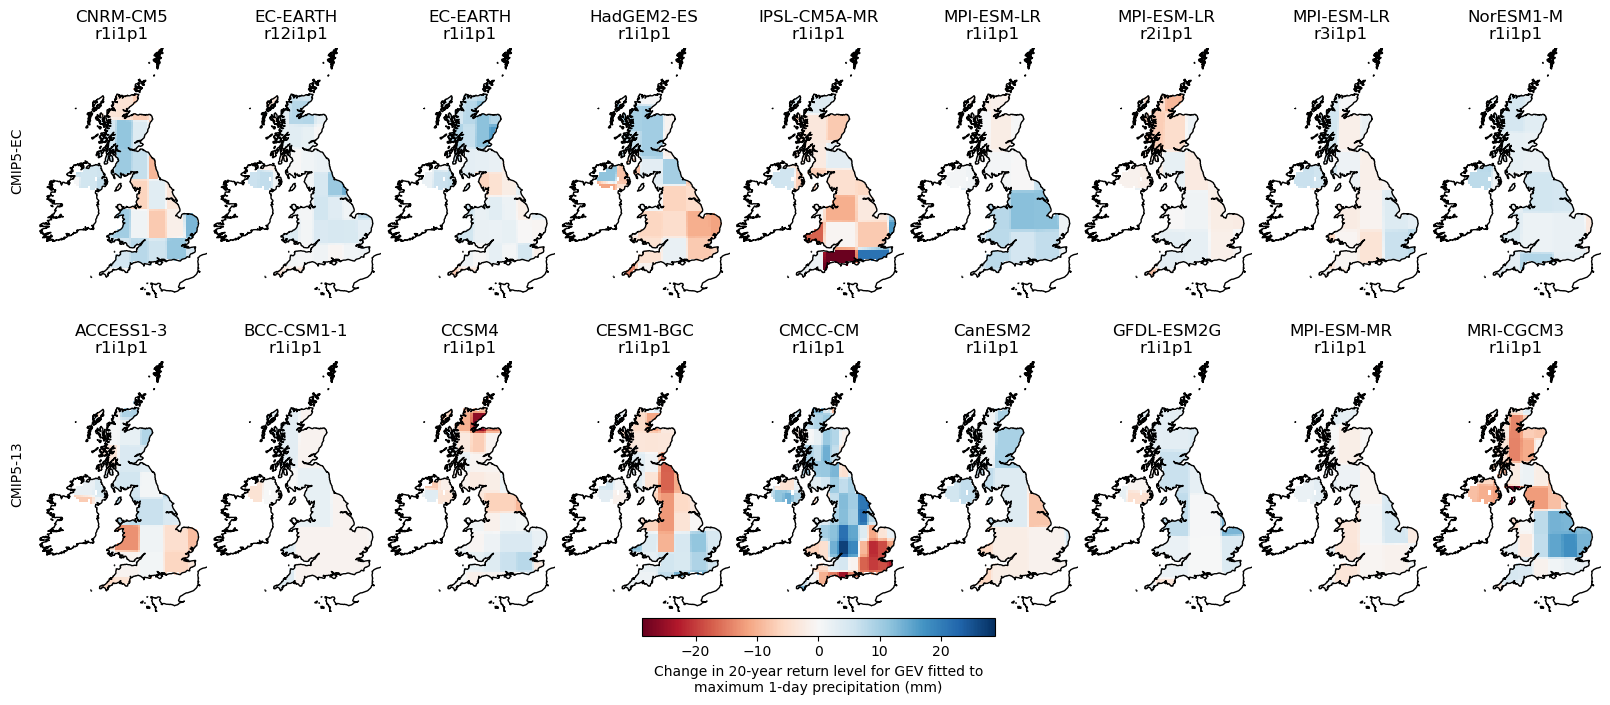 CNRM-CM5
r1i1p1
EC-EARTH
r12i1p1
EC-EARTH
r1i1p1
HadGEM2-ES
r1i1p1
IPSL-CM5A-MR
r1i1p1
MPI-ESM-LR
r1i1p1
MPI-ESM-LR
r2i1p1
MPI-ESM-LR
r3i1p1
NorESM1-M
r1i1p1
CMIP5-EC
ACCESS1-3
r1i1p1
BCC-CSM1-1
r1i1p1
CCSM4
r1i1p1
CESM1-BGC
r1i1p1
CMCC-CM
r1i1p1
CanESM2
r1i1p1
GFDL-ESM2G
r1i1p1
MPI-ESM-MR
r1i1p1
MRI-CGCM3
r1i1p1
CMIP5-13
−20 −10 0 10 20
Change in 20-year return level for GEV fitted to
maximum 1-day precipitation (mm)